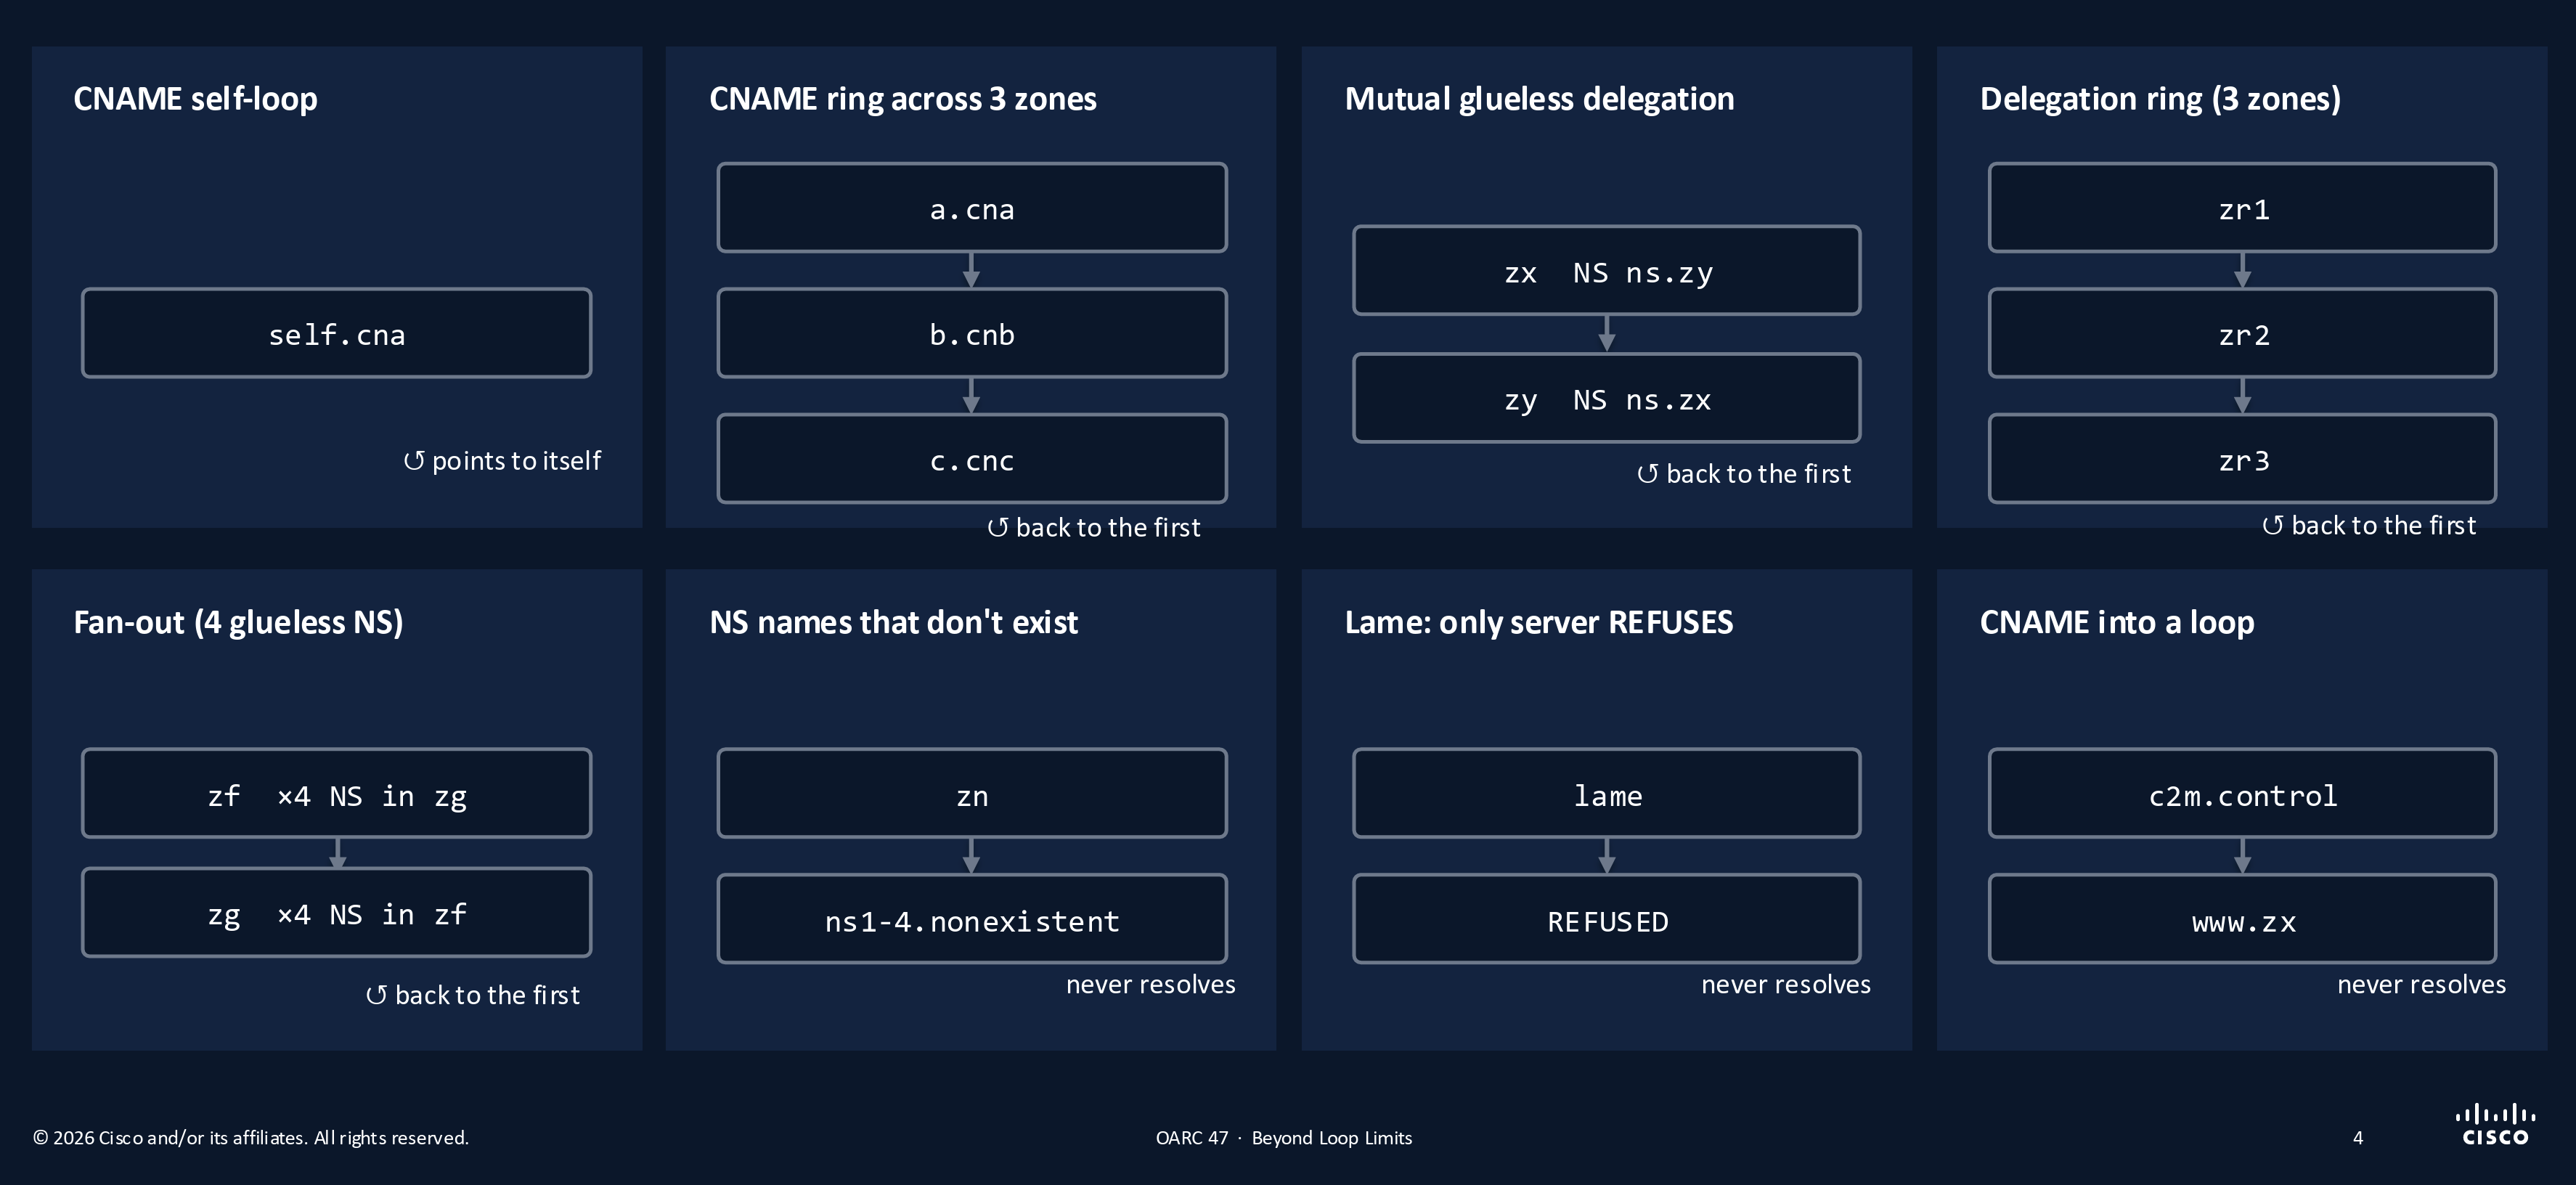 CNAME self-loop
self.cna
↺ points to itself
CNAME ring across 3 zones
a.cna
b.cnb
c.cnc
↺ back to the first
Mutual glueless delegation
zx  NS ns.zy
zy  NS ns.zx
↺ back to the first
Delegation ring (3 zones)
zr1
zr2
zr3
↺ back to the first
Fan-out (4 glueless NS)
zf  ×4 NS in zg
zg  ×4 NS in zf
↺ back to the first
NS names that don't exist
zn
ns1-4.nonexistent
never resolves
Lame: only server REFUSES
lame
REFUSED
never resolves
CNAME into a loop
c2m.control
www.zx
never resolves
© 2026 Cisco and/or its affiliates. All rights reserved.
OARC 47 · Beyond Loop Limits
4
CISCO